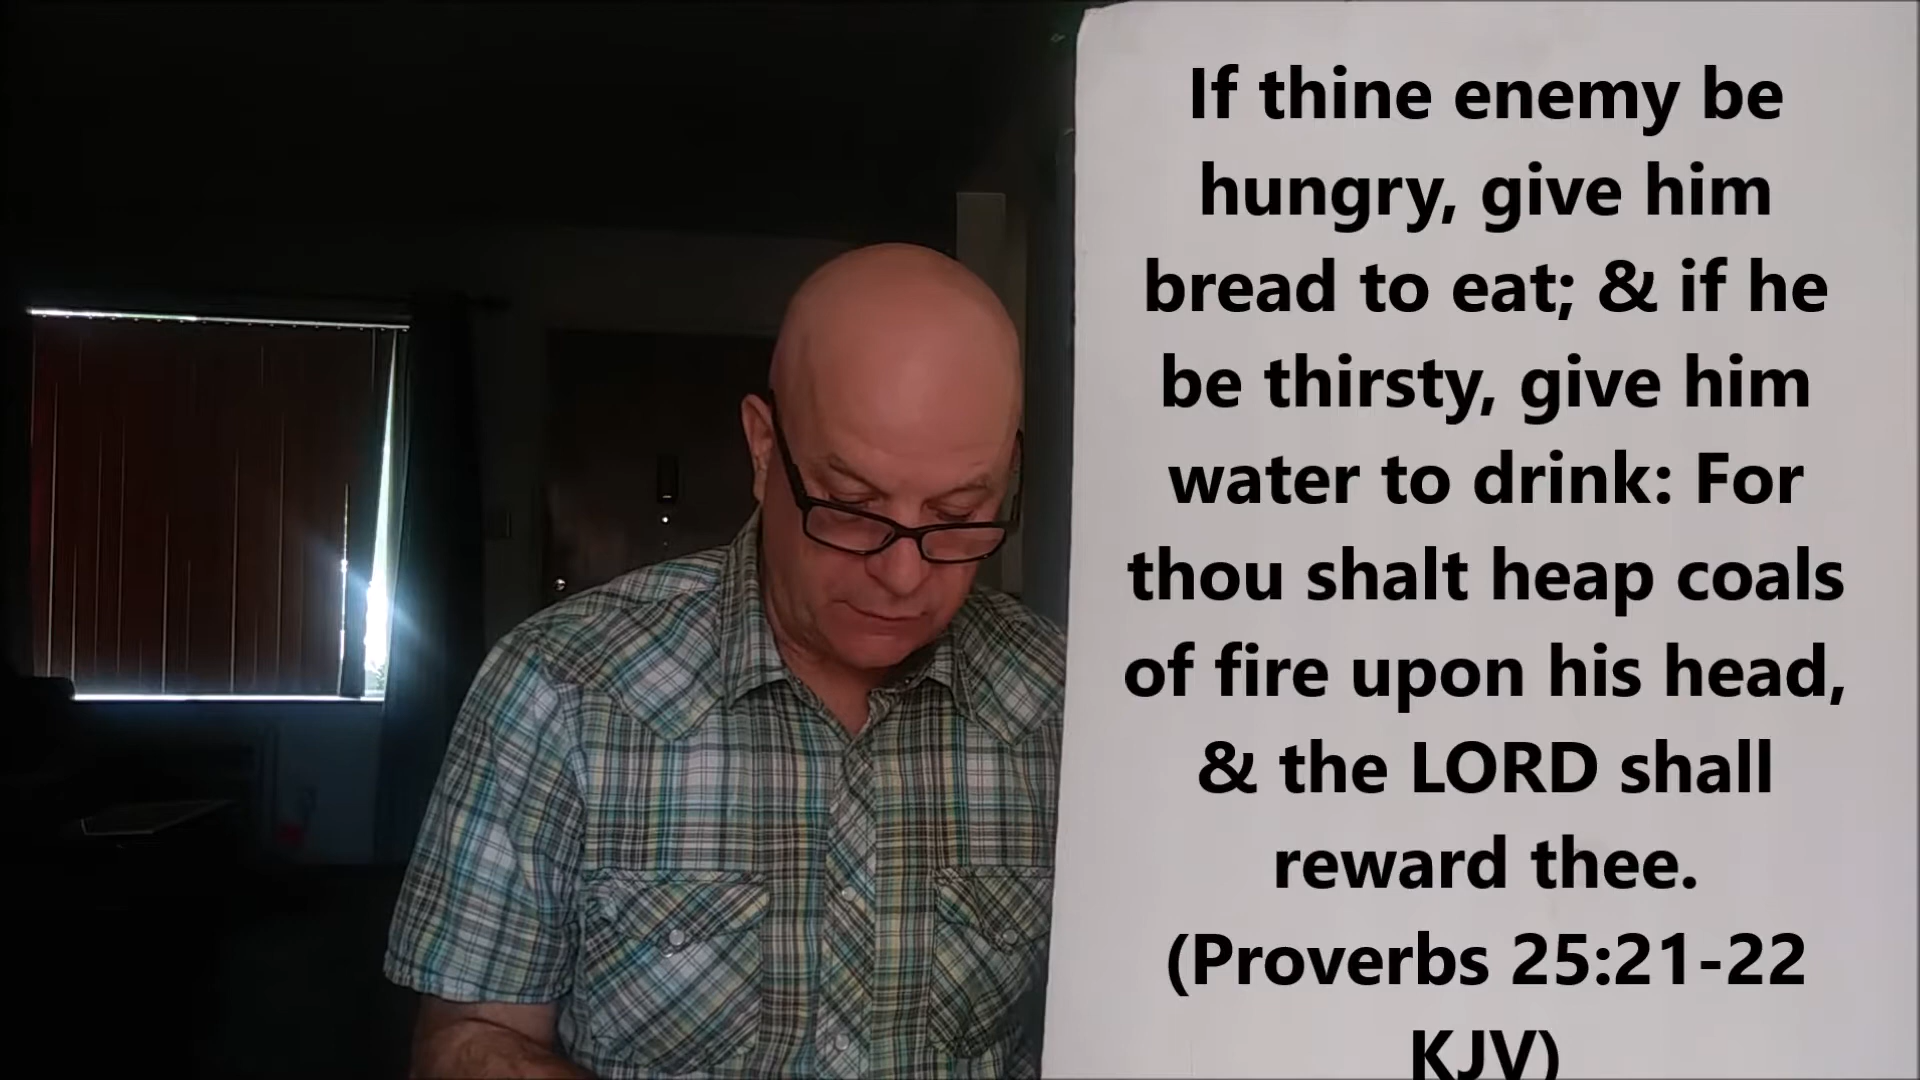 If thine enemy be
hungry, give him
bread to eat; & if he
be thirsty, give him
water to drink: For
thou shalt heap coals
of fire upon his head,
& the LORD shall
reward thee.
(Proverbs 25:21-22
KJV)